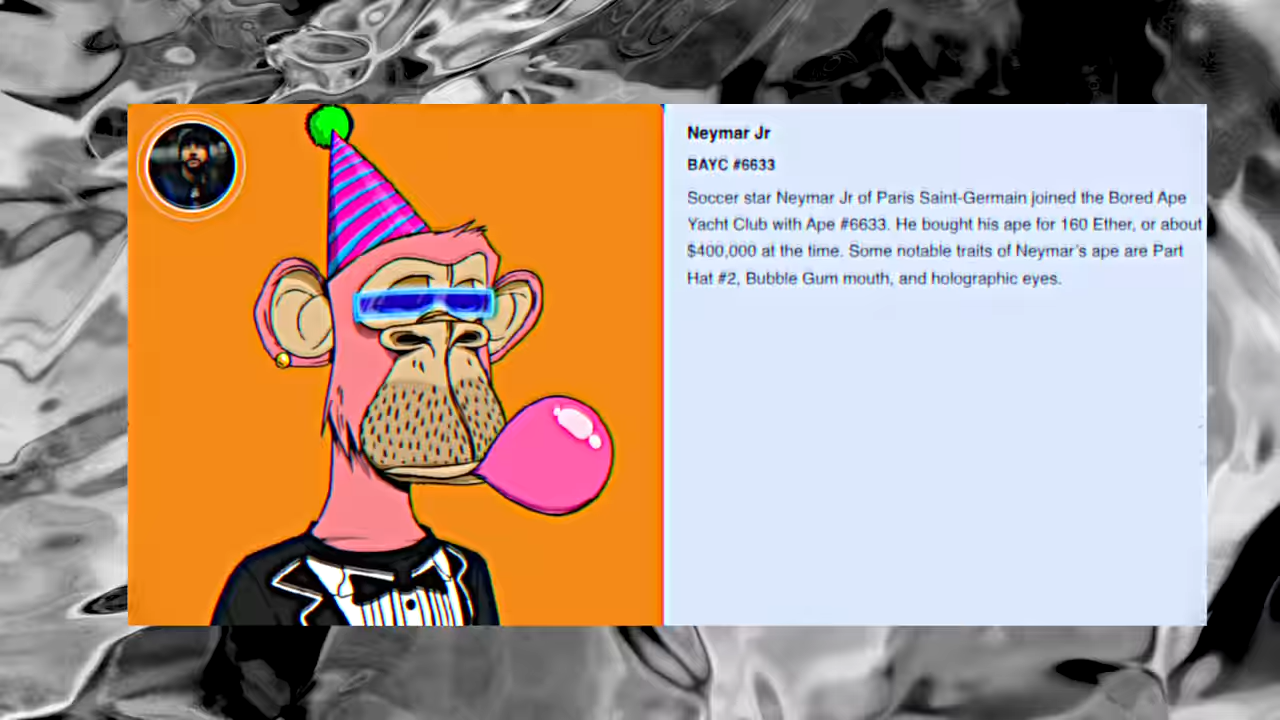 Neymar Jr
BAYC #6633
Soccer star Neymar Jr of Paris Saint-Germain joined the Bored Ape
Yacht Club with Ape #6633. He bought his ape for 160 Ether, or about
$400,000 at the time. Some notable traits of Neymar's ape are Part
Hat #2, Bubble Gum mouth, and holographic eyes.